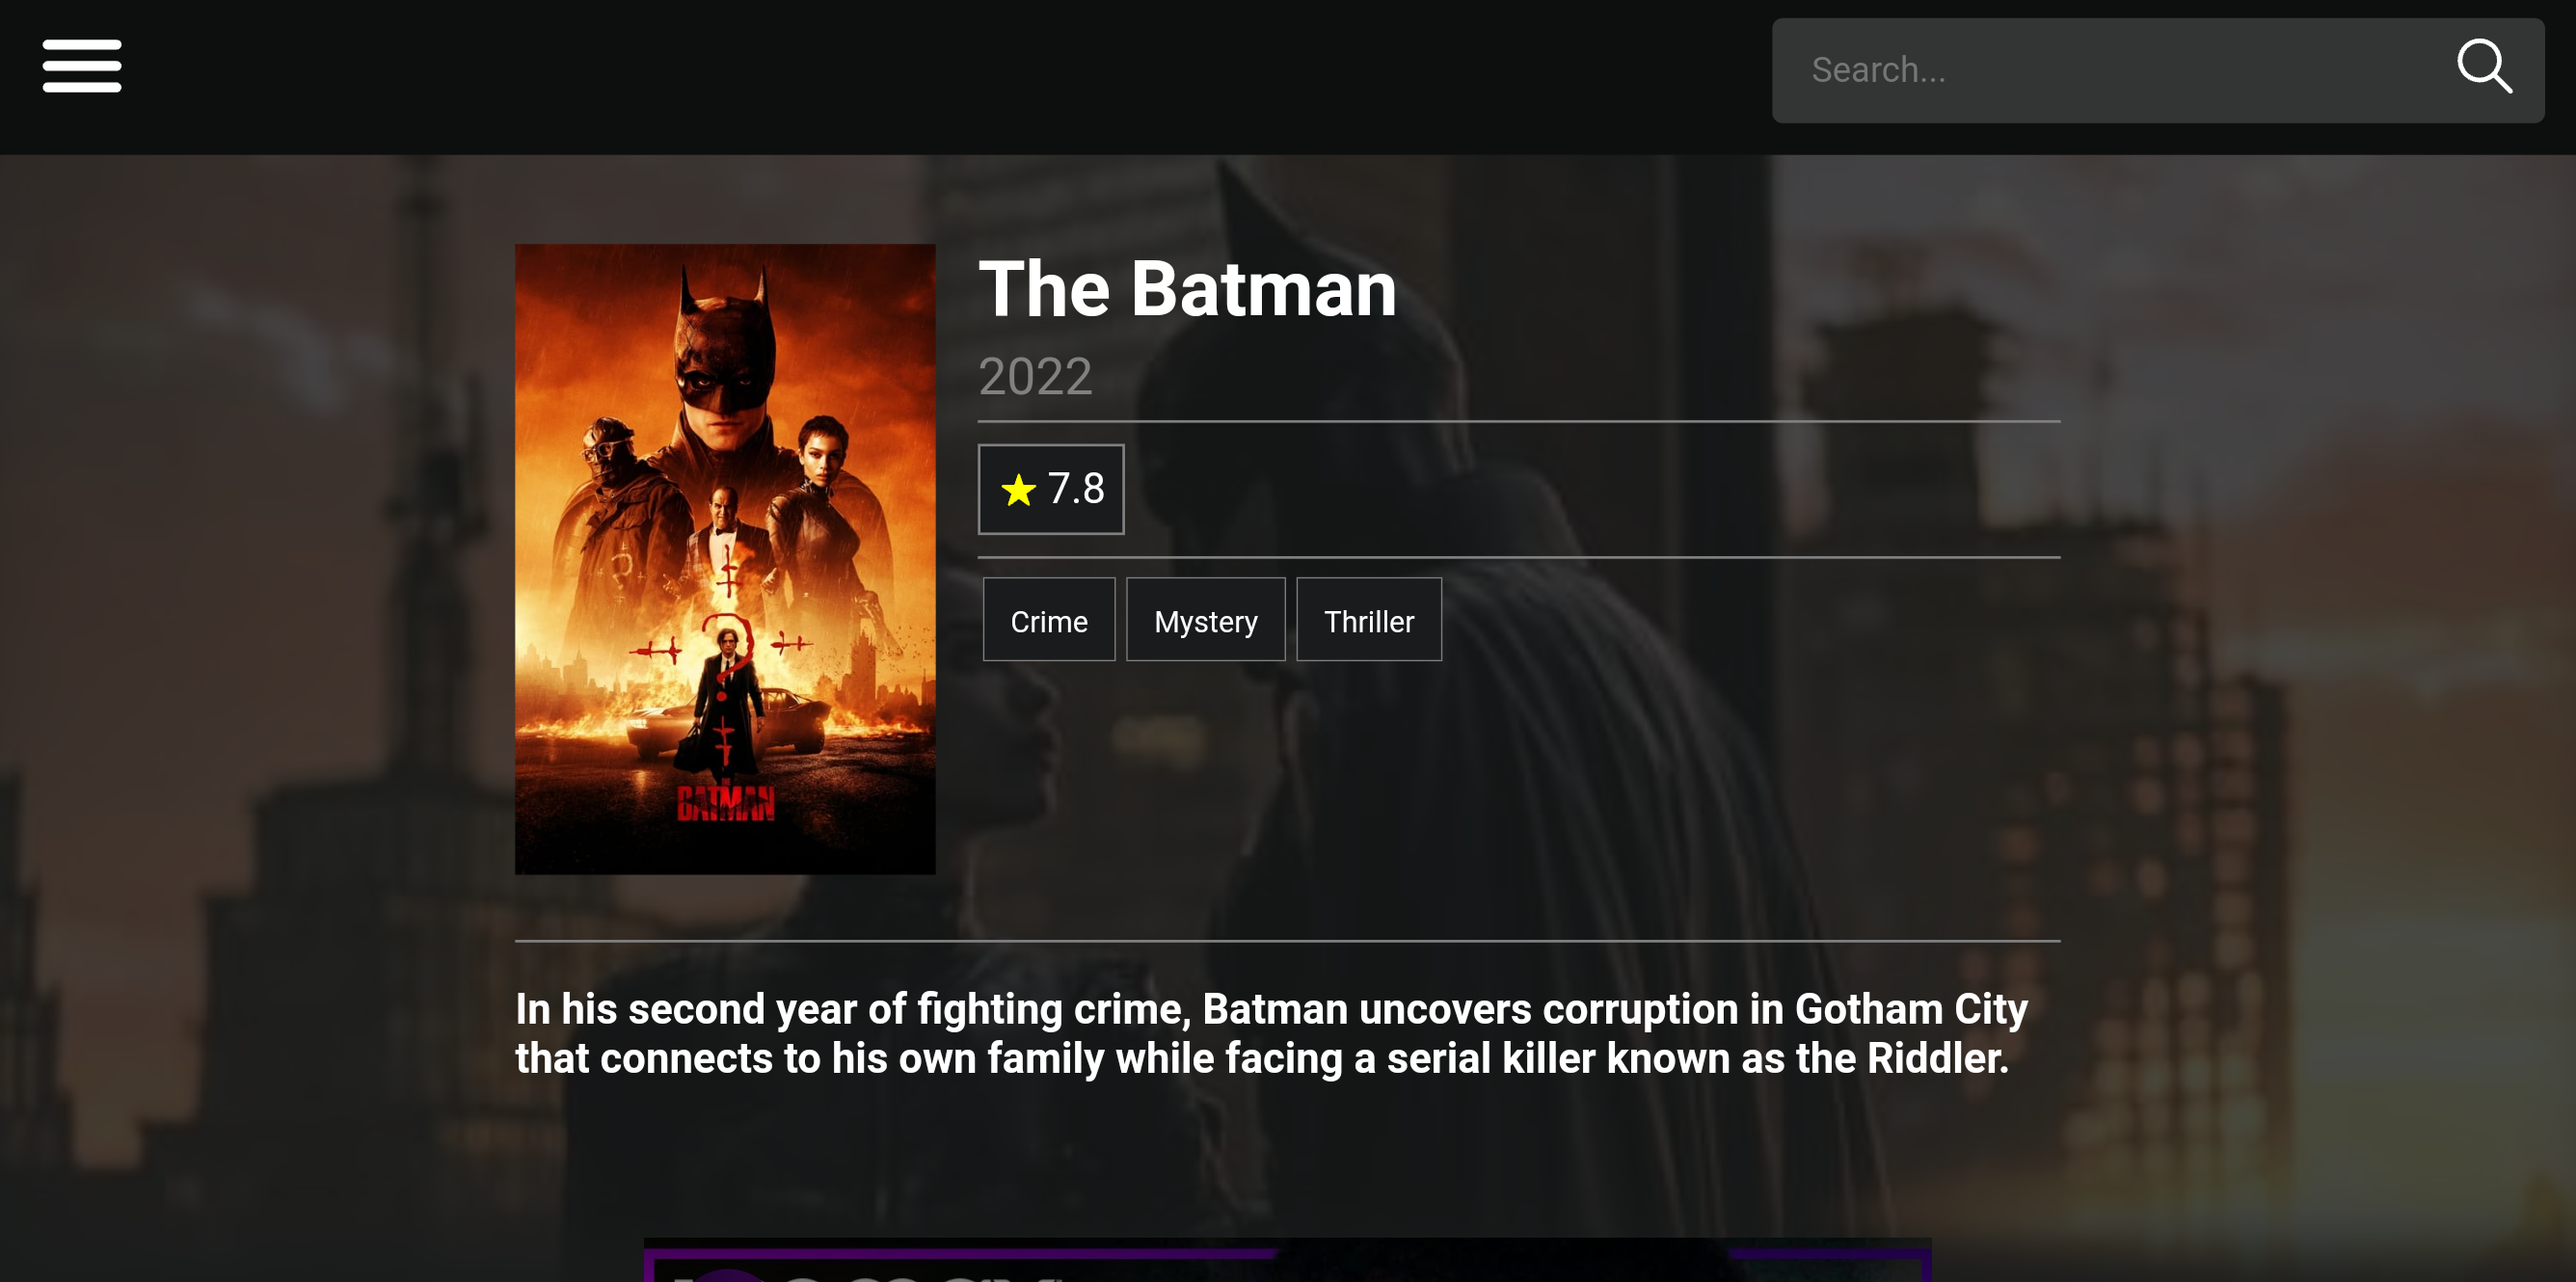 Search...
The Batman
2022
7.8
Crime
Mystery
Thriller
BATMAN
In his second year of fighting crime, Batman uncovers corruption in Gotham City
that connects to his own family while facing a serial killer known as the Riddler.